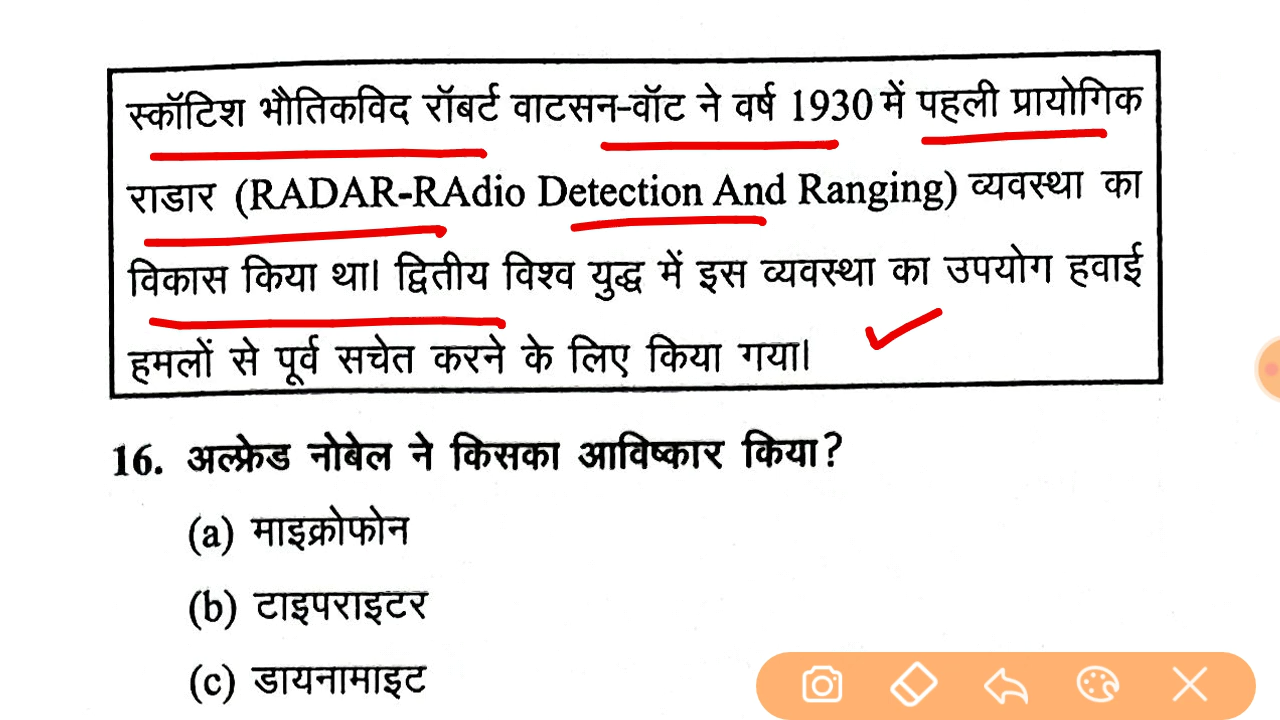 स्कॉटिश भौतिकविद रॉबर्ट वाटसन-वॉट ने वर्ष 1930 में पहली प्रायोगिक
राडार (RADAR-RAdio Detection And Ranging) व्यवस्था का
विकास किया था। द्वितीय विश्व युद्ध में इस व्यवस्था का उपयोग हवाई
हमलों से पूर्व सचेत करने के लिए किया गया।
16. अल्फ्रेड नोबेल ने किसका आविष्कार किया?
(a) माइक्रोफोन
(b) टाइपराइटर
(c) डायनामाइट